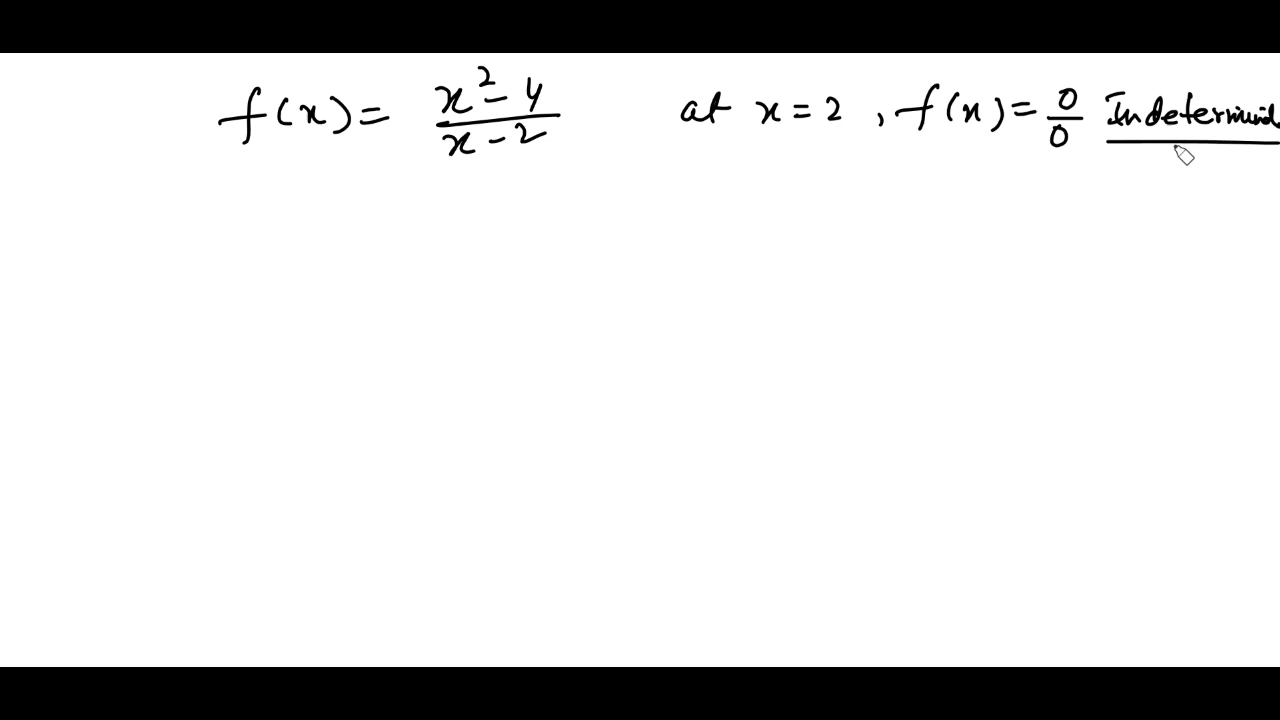 f(x) = x² - 4 / x - 2 at x = 2 , f(x) = 0/0